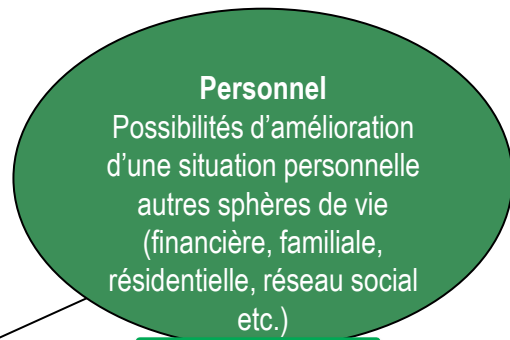 Personnel
Possibilités d'amélioration
d'une situation personnelle
autres sphères de vie
(financière, familiale,
résidentielle, réseau social
etc.)